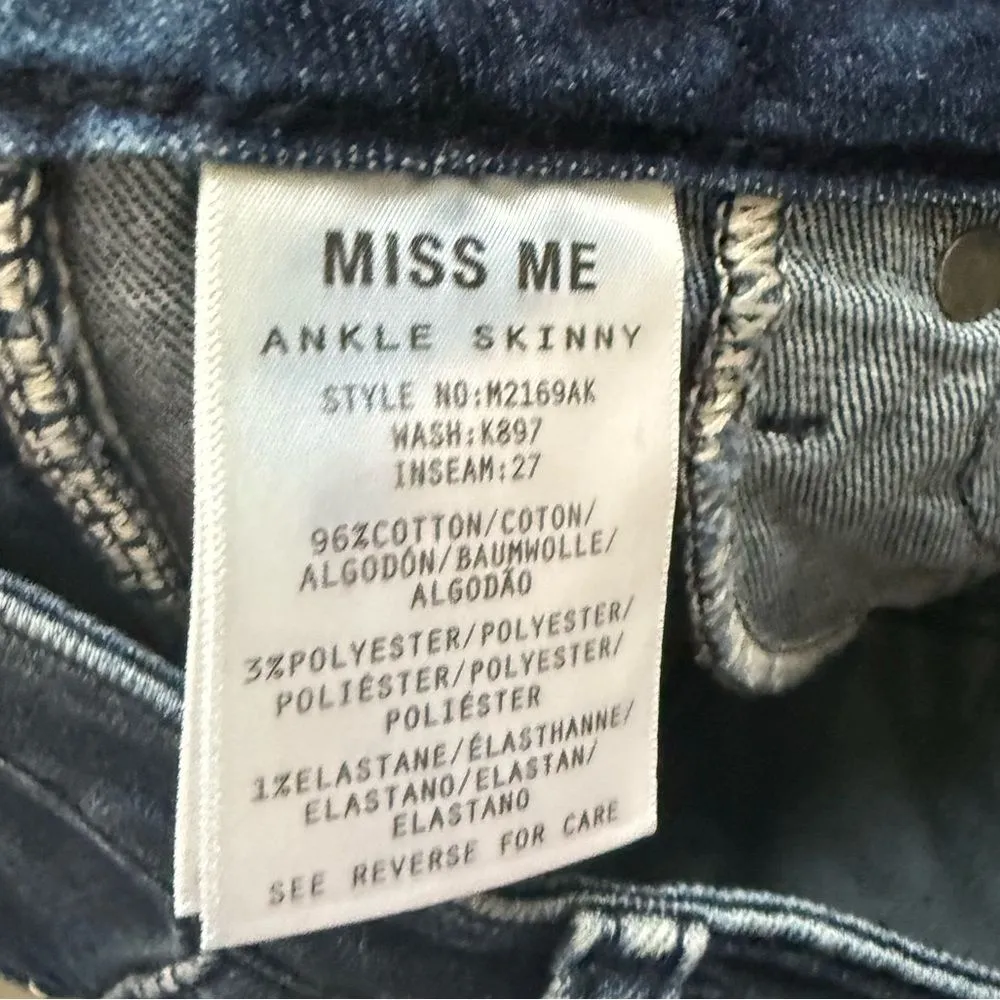 MISS ME
ANKLE SKINNY
STYLE NO:M2169AK
WASH:K897
INSEAM:27
96%COTTON/COTON/
ALGODÓN/BAUMWOLLE/
ALGODÃO
3%POLYESTER/POLYESTER/
POLIÉSTER/POLYESTER/
POLIÉSTER
1%ELASTANE/ÉLASTHANNE/
ELASTANO/ELASTAN/
ELASTANO
SEE REVERSE FOR CARE